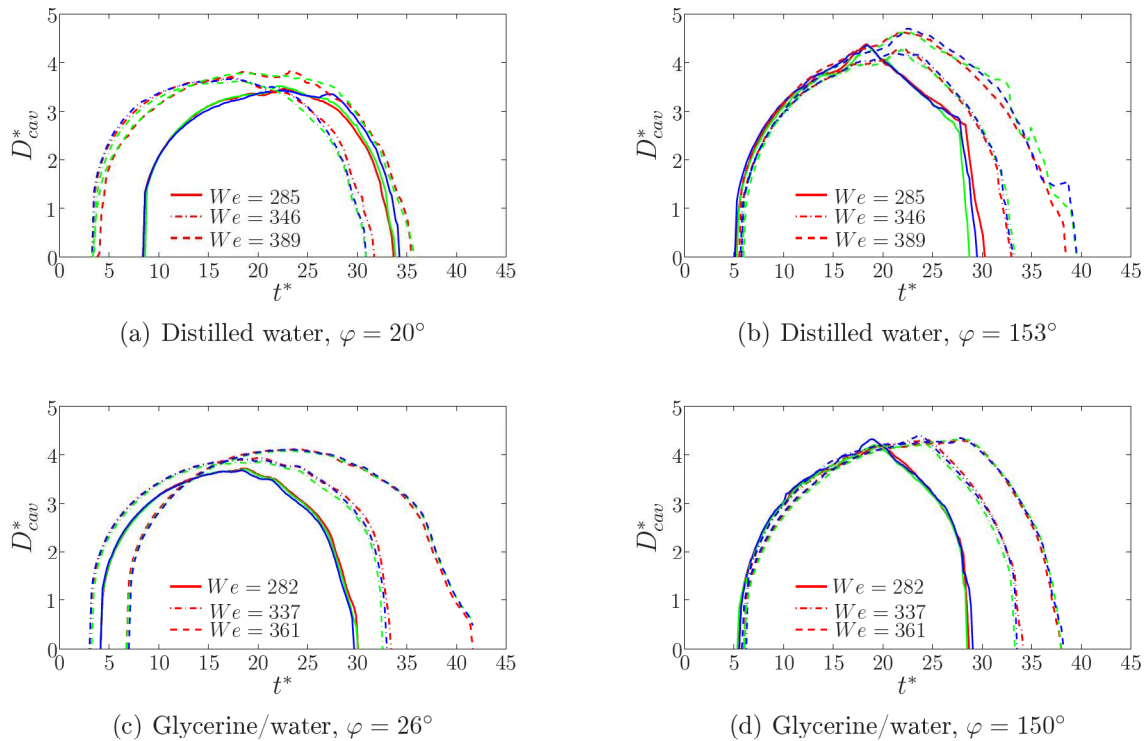 5
4
3
2
1
0
D*cav
We = 285
We = 346
We = 389
0 5 10 15 20 25 30 35 40 45
t*
(a) Distilled water, φ = 20°
5
4
3
2
1
0
D*cav
We = 285
We = 346
We = 389
0 5 10 15 20 25 30 35 40 45
t*
(b) Distilled water, φ = 153°
5
4
3
2
1
0
D*cav
We = 282
We = 337
We = 361
0 5 10 15 20 25 30 35 40 45
t*
(c) Glycerine/water, φ = 26°
5
4
3
2
1
0
D*cav
We = 282
We = 337
We = 361
0 5 10 15 20 25 30 35 40 45
t*
(d) Glycerine/water, φ = 150°